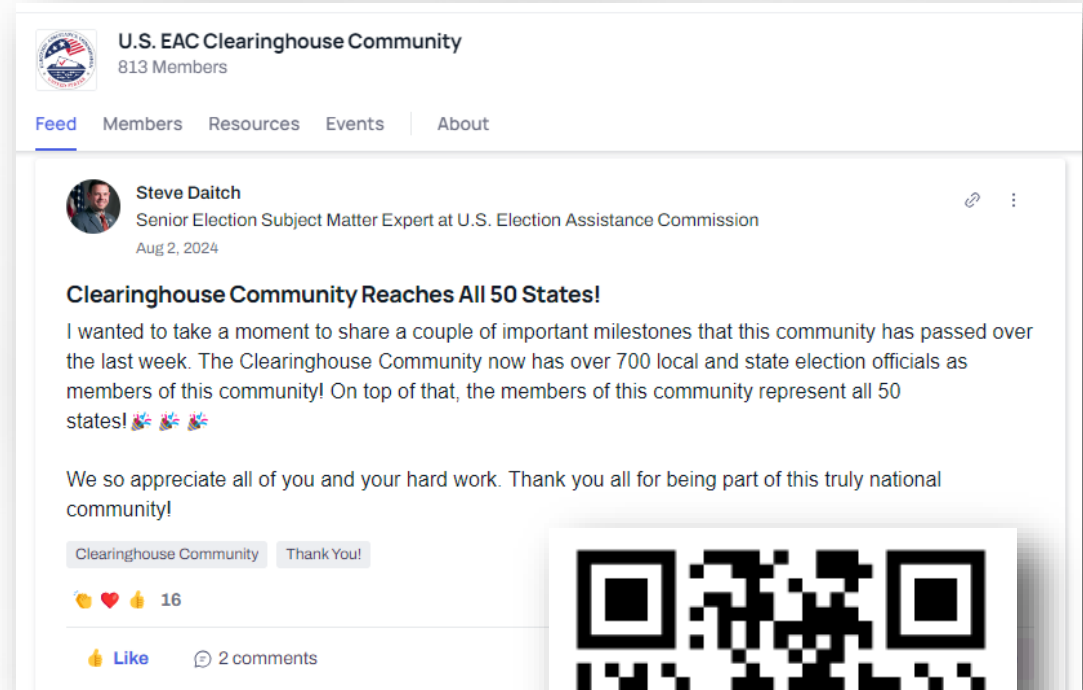 U.S. EAC Clearinghouse Community
813 Members
Feed Members Resources Events About
Steve Daitch
Senior Election Subject Matter Expert at U.S. Election Assistance Commission
Aug 2, 2024
Clearinghouse Community Reaches All 50 States!
I wanted to take a moment to share a couple of important milestones that this community has passed over
the last week. The Clearinghouse Community now has over 700 local and state election officials as
members of this community! On top of that, the members of this community represent all 50
states! 🎉 🎉 🎉
We so appreciate all of you and your hard work. Thank you all for being part of this truly national
community!
Clearinghouse Community Thank You!
👏 ❤️ 👍 16
👍 Like 2 comments